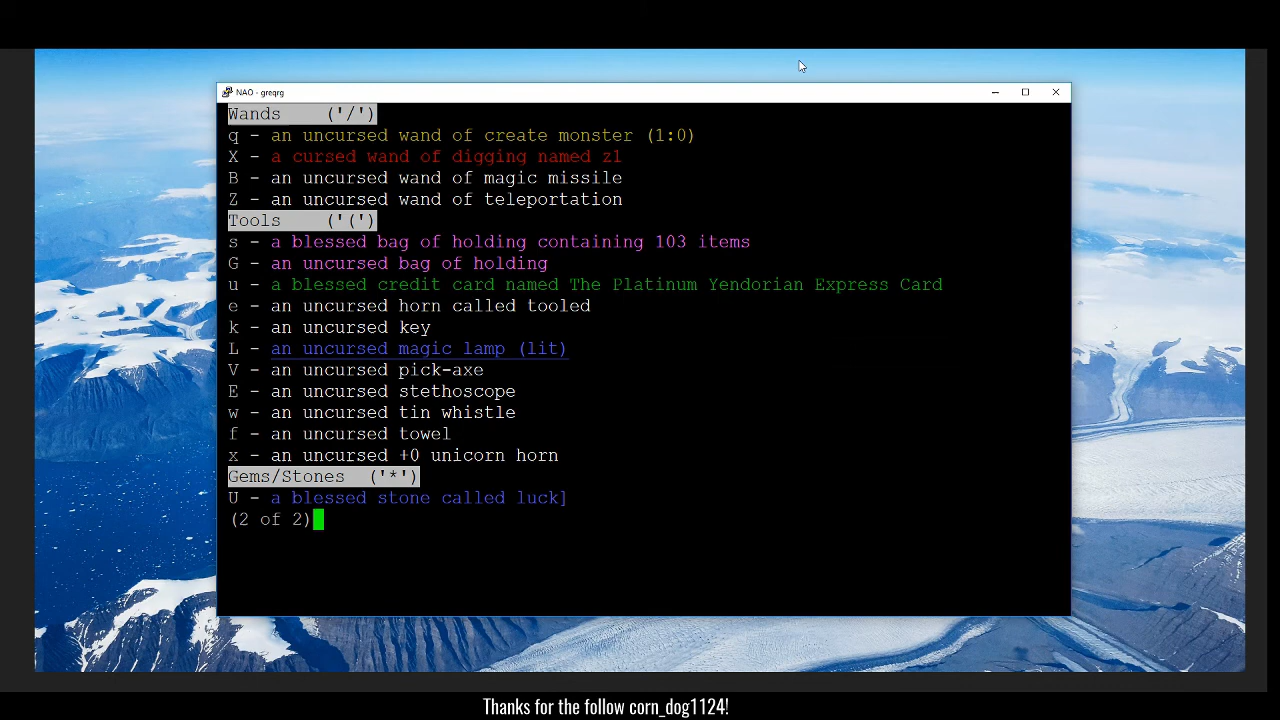 NAO - greqrg
Wands ('/')
q - an uncursed wand of create monster (1:0)
X - a cursed wand of digging named z1
B - an uncursed wand of magic missile
Z - an uncursed wand of teleportation
Tools ('(')
s - a blessed bag of holding containing 103 items
G - an uncursed bag of holding
u - a blessed credit card named The Platinum Yendorian Express Card
e - an uncursed horn called tooled
k - an uncursed key
L - an uncursed magic lamp (lit)
V - an uncursed pick-axe
E - an uncursed stethoscope
w - an uncursed tin whistle
f - an uncursed towel
x - an uncursed +0 unicorn horn
Gems/Stones ('*')
U - a blessed stone called luck]
(2 of 2)
Thanks for the follow corn_dog1124!